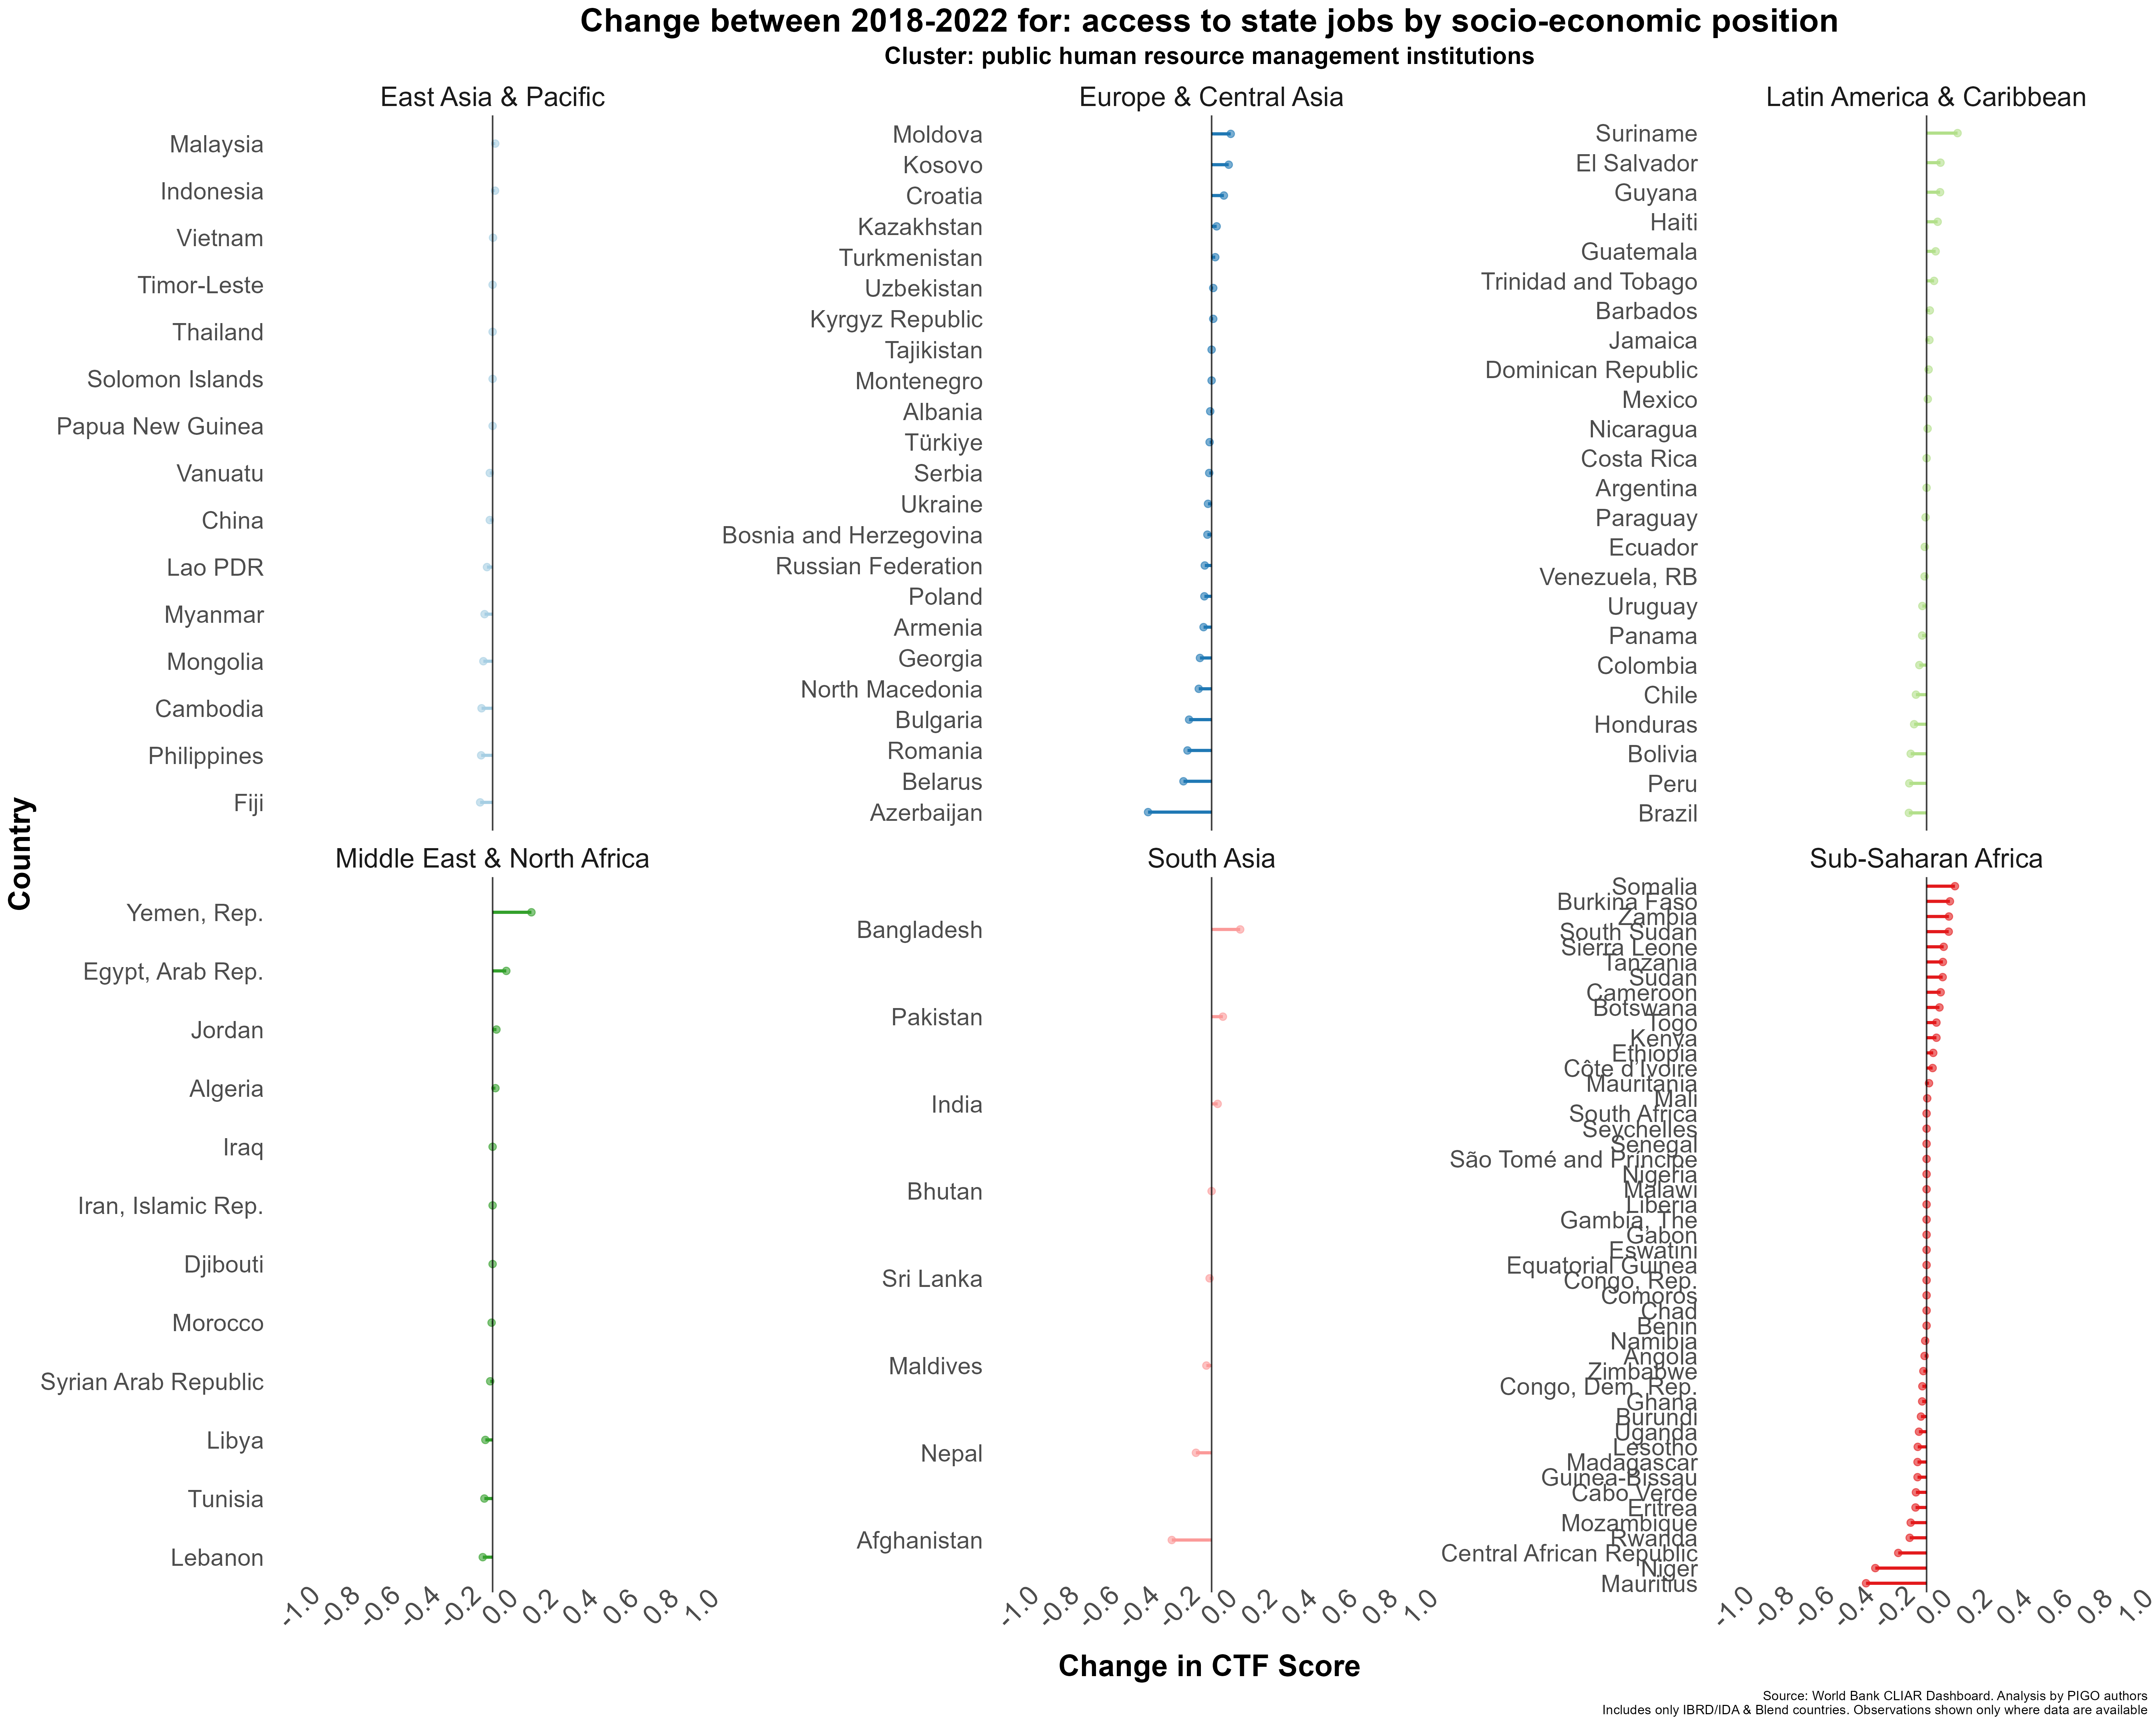 Change between 2018-2022 for: access to state jobs by socio-economic position
Cluster: public human resource management institutions
East Asia & Pacific
Malaysia
Indonesia
Vietnam
Timor-Leste
Thailand
Solomon Islands
Papua New Guinea
Vanuatu
China
Lao PDR
Myanmar
Mongolia
Cambodia
Philippines
Fiji
Europe & Central Asia
Moldova
Kosovo
Croatia
Kazakhstan
Turkmenistan
Uzbekistan
Kyrgyz Republic
Tajikistan
Montenegro
Albania
Türkiye
Serbia
Ukraine
Bosnia and Herzegovina
Russian Federation
Poland
Armenia
Georgia
North Macedonia
Bulgaria
Romania
Belarus
Azerbaijan
Latin America & Caribbean
Suriname
El Salvador
Guyana
Haiti
Guatemala
Trinidad and Tobago
Barbados
Jamaica
Dominican Republic
Mexico
Nicaragua
Costa Rica
Argentina
Paraguay
Ecuador
Venezuela, RB
Uruguay
Panama
Colombia
Chile
Honduras
Bolivia
Peru
Brazil
Country
Middle East & North Africa
Yemen, Rep.
Egypt, Arab Rep.
Jordan
Algeria
Iraq
Iran, Islamic Rep.
Djibouti
Morocco
Syrian Arab Republic
Libya
Tunisia
Lebanon
-1.0 -0.8 -0.6 -0.4 -0.2 0.0 0.2 0.4 0.6 0.8 1.0
South Asia
Bangladesh
Pakistan
India
Bhutan
Sri Lanka
Maldives
Nepal
Afghanistan
-1.0 -0.8 -0.6 -0.4 -0.2 0.0 0.2 0.4 0.6 0.8 1.0
Sub-Saharan Africa
Somalia
Burkina Faso
Zambia
South Sudan
Sierra Leone
Tanzania
Sudan
Cameroon
Botswana
Togo
Kenya
Ethiopia
Côte d'Ivoire
Mauritania
Mali
South Africa
Seychelles
Senegal
São Tomé and Príncipe
Nigeria
Malawi
Liberia
Gambia, The
Gabon
Eswatini
Equatorial Guinea
Congo, Rep.
Comoros
Chad
Benin
Namibia
Angola
Zimbabwe
Congo, Dem. Rep.
Ghana
Burundi
Uganda
Lesotho
Madagascar
Guinea-Bissau
Cabo Verde
Eritrea
Mozambique
Rwanda
Central African Republic
Niger
Mauritius
-1.0 -0.8 -0.6 -0.4 -0.2 0.0 0.2 0.4 0.6 0.8 1.0
Change in CTF Score
Source: World Bank CLIAR Dashboard. Analysis by PIGO authors
Includes only IBRD/IDA & Blend countries. Observations shown only where data are available